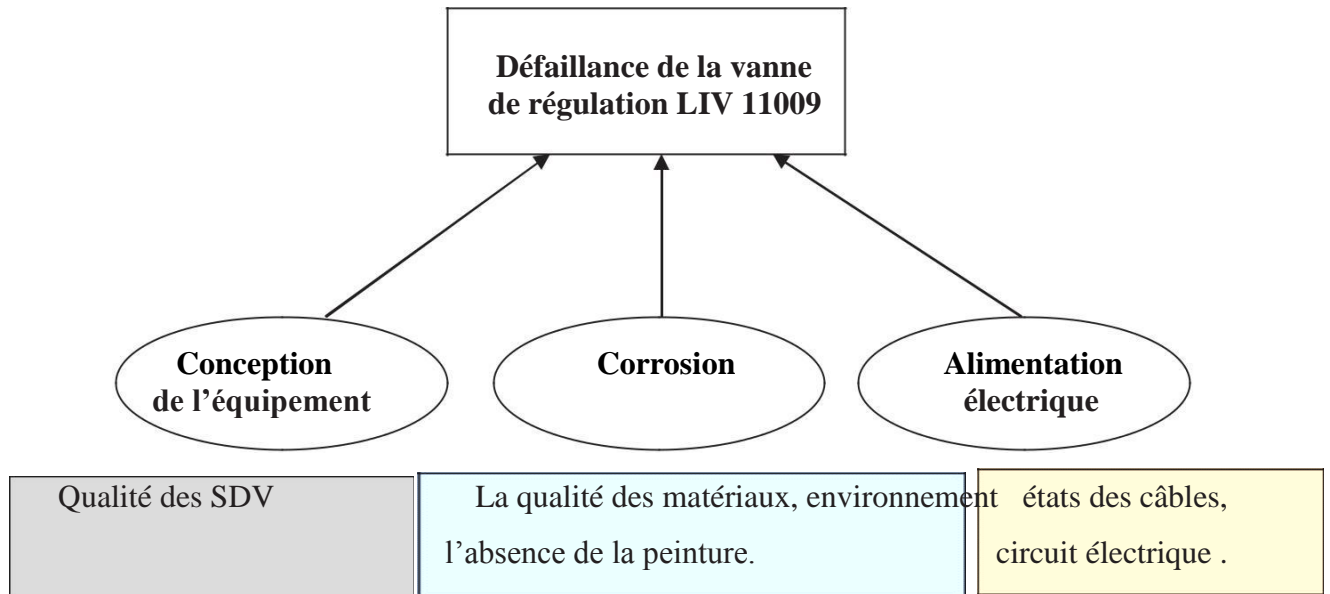 Défaillance de la vanne
de régulation LIV 11009
Conception
de l’équipement
Corrosion
Alimentation
électrique
Qualité des SDV
La qualité des matériaux, environnement
l’absence de la peinture.
états des câbles,
circuit électrique .